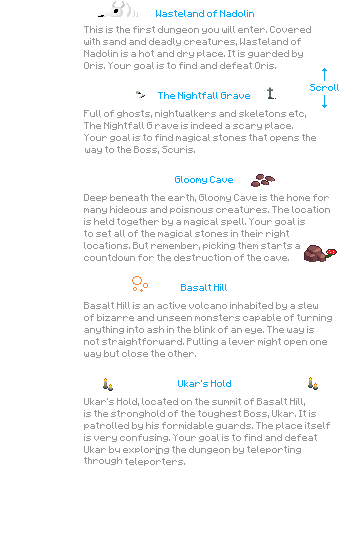 Wasteland of Nadolin
This is the first dungeon you will enter. Covered
with sand and deadly creatures, Wasteland of
Nadolin is a hot and dry place. It is guarded by
Oris. Your goal is to find and defeat Oris.
Scroll
The Nightfall Grave
Full of ghosts, nightwalkers and skeletons etc,
The Nightfall Grave is indeed a scary place.
Your goal is to find magical stones that opens the
way to the Boss, Scuris.
Gloomy Cave
Deep beneath the earth, Gloomy Cave is the home for
many hideous and poisnous creatures. The location
is held together by a magical spell. Your goal is
to set all of the magical stones in their right
locations. But remember, picking them starts a
countdown for the destruction of the cave.
Basalt Hill
Basalt Hill is an active volcano inhabited by a slew
of bizarre and unseen monsters capable of turning
anything into ash in the blink of an eye. The way is
not straightforward. Pulling a lever might open one
way but close the other.
Ukar's Hold
Ukar's Hold, located on the summit of Basalt Hill,
is the stronghold of the toughest Boss, Ukar. It is
patrolled by his formidable guards. The place itself
is very confusing. Your goal is to find and defeat
Ukar by exploring the dungeon by teleporting
through teleporters.